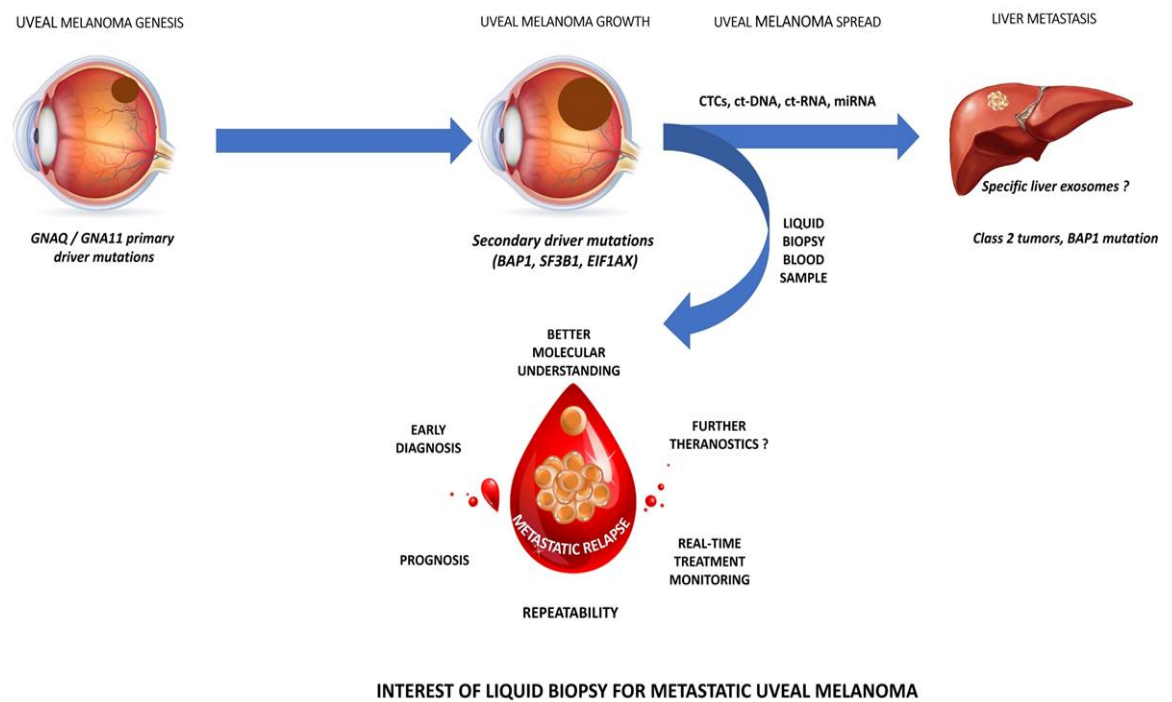 UVEAL MELANOMA GENESIS
UVEAL MELANOMA GROWTH
UVEAL MELANOMA SPREAD
LIVER METASTASIS
CTCs, ct-DNA, ct-RNA, miRNA
Specific liver exosomes ?
GNAQ / GNA11 primary
driver mutations
Secondary driver mutations
(BAP1, SF3B1, EIF1AX)
LIQUID
BIOPSY
BLOOD
SAMPLE
Class 2 tumors, BAP1 mutation
BETTER
MOLECULAR
UNDERSTANDING
EARLY
DIAGNOSIS
FURTHER
THERANOSTICS ?
METASTATIC RELAPSE
PROGNOSIS
REAL-TIME
TREATMENT
MONITORING
REPEATABILITY
INTEREST OF LIQUID BIOPSY FOR METASTATIC UVEAL MELANOMA